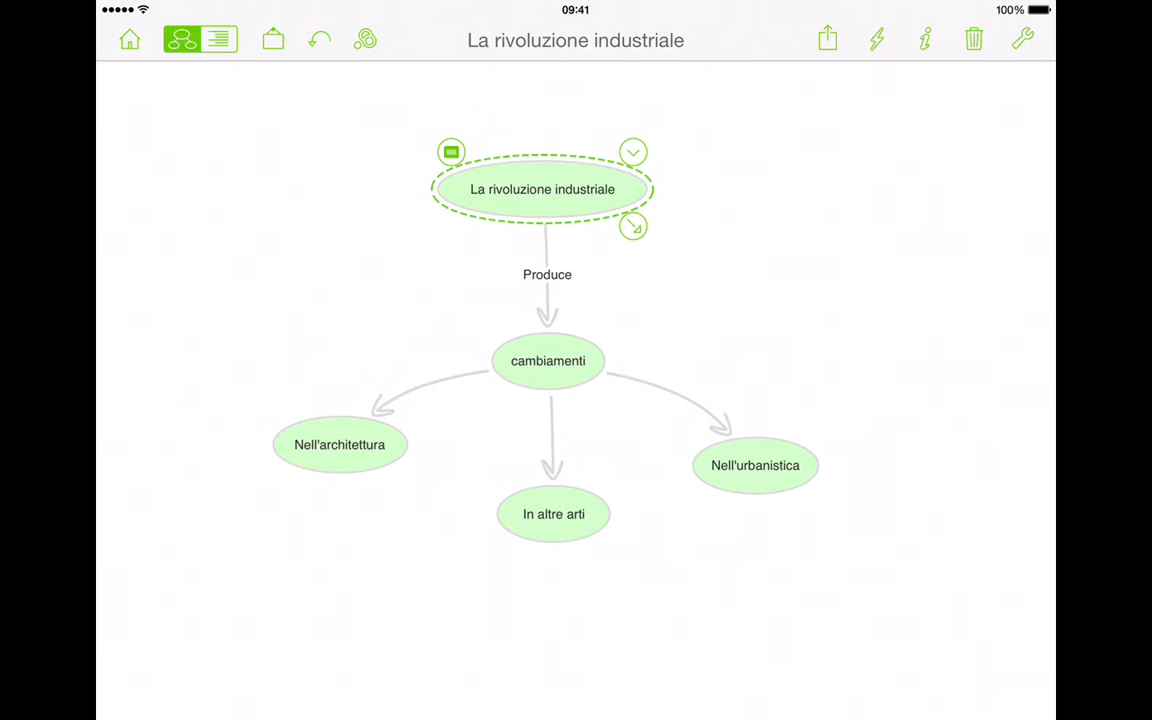 09:41
100%
La rivoluzione industriale
La rivoluzione industriale
Produce
cambiamenti
Nell'architettura
Nell'urbanistica
In altre arti